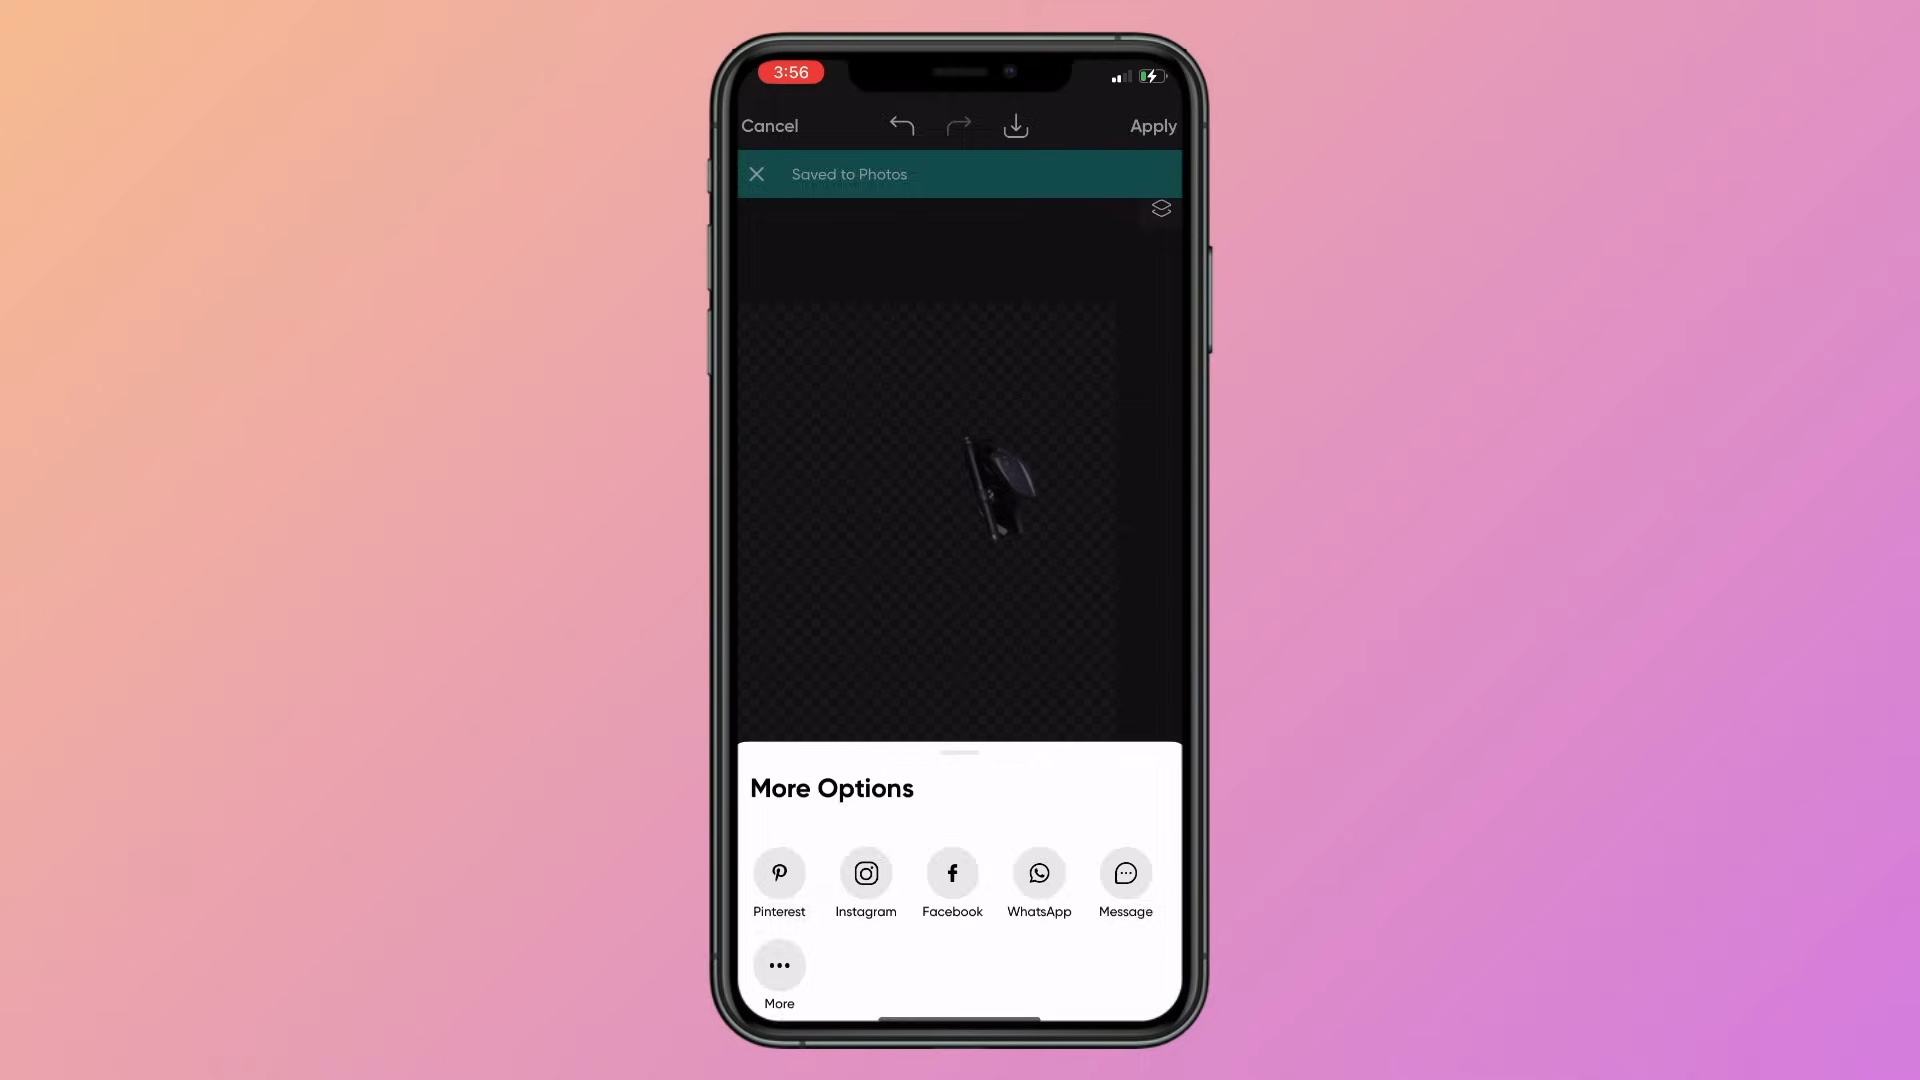 3:56
Cancel
Apply
Saved to Photos
More Options
Pinterest
Instagram
Facebook
WhatsApp
Message
More